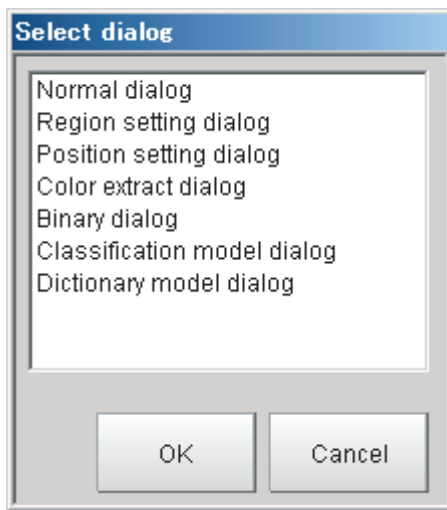 Select dialog
Normal dialog
Region setting dialog
Position setting dialog
Color extract dialog
Binary dialog
Classification model dialog
Dictionary model dialog
OK Cancel